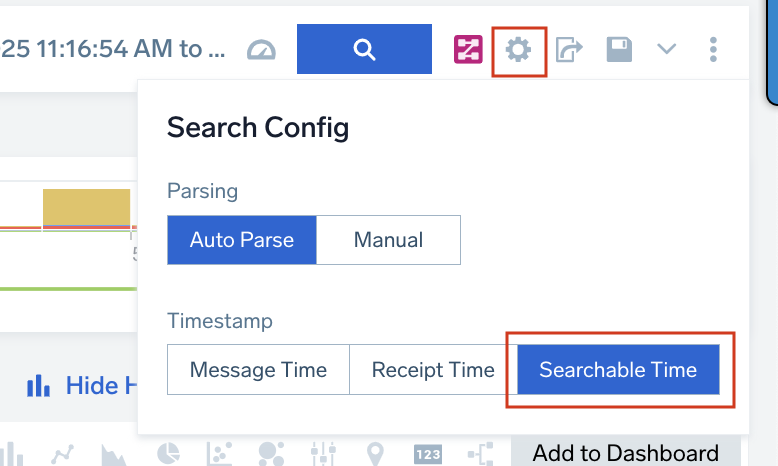 25 11:16:54 AM to ...
Search Config
Parsing
Auto Parse Manual
5
Timestamp
Message Time Receipt Time Searchable Time
Hide
123 Add to Dashboard